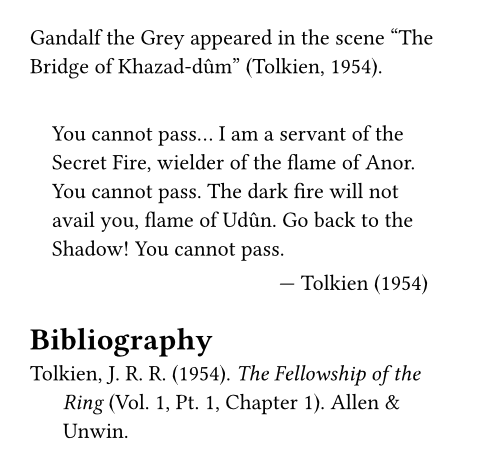 Gandalf the Grey appeared in the scene “The
Bridge of Khazad-dûm” (Tolkien, 1954).
You cannot pass… I am a servant of the
Secret Fire, wielder of the flame of Anor.
You cannot pass. The dark fire will not
avail you, flame of Udûn. Go back to the
Shadow! You cannot pass.
— Tolkien (1954)
Bibliography
Tolkien, J. R. R. (1954). The Fellowship of the
Ring (Vol. 1, Pt. 1, Chapter 1). Allen &
Unwin.